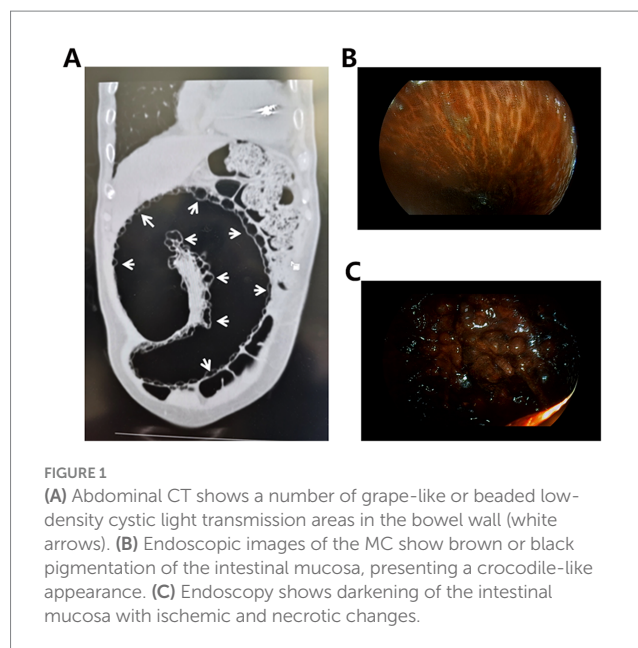 A
B
C
FIGURE 1
(A) Abdominal CT shows a number of grape-like or beaded low-
density cystic light transmission areas in the bowel wall (white
arrows). (B) Endoscopic images of the MC show brown or black
pigmentation of the intestinal mucosa, presenting a crocodile-like
appearance. (C) Endoscopy shows darkening of the intestinal
mucosa with ischemic and necrotic changes.